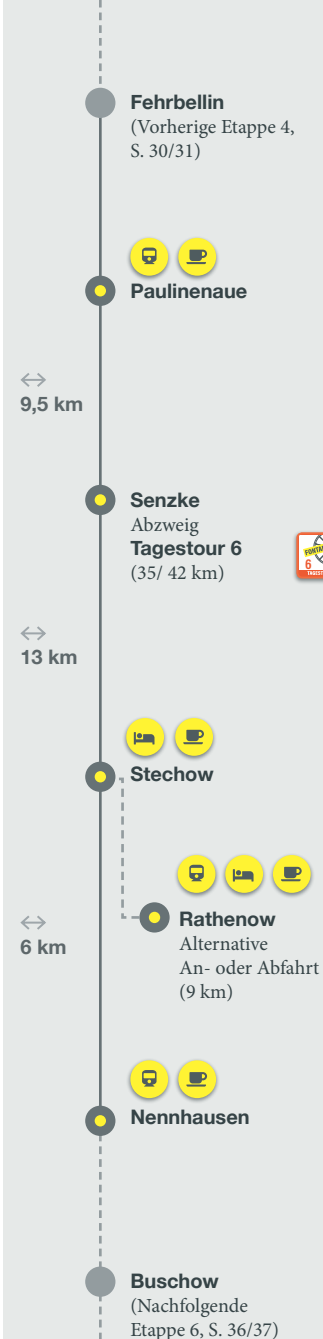 Fehrbellin
(Vorherige Etappe 4,
S. 30/31)
Paulinenaue
9,5 km
Senzke
Abzweig
Tagestour 6
(35/ 42 km)
6
13 km
Stechow
Rathenow
Alternative
An- oder Abfahrt
(9 km)
6 km
Nennhausen
Buschow
(Nachfolgende
Etappe 6, S. 36/37)